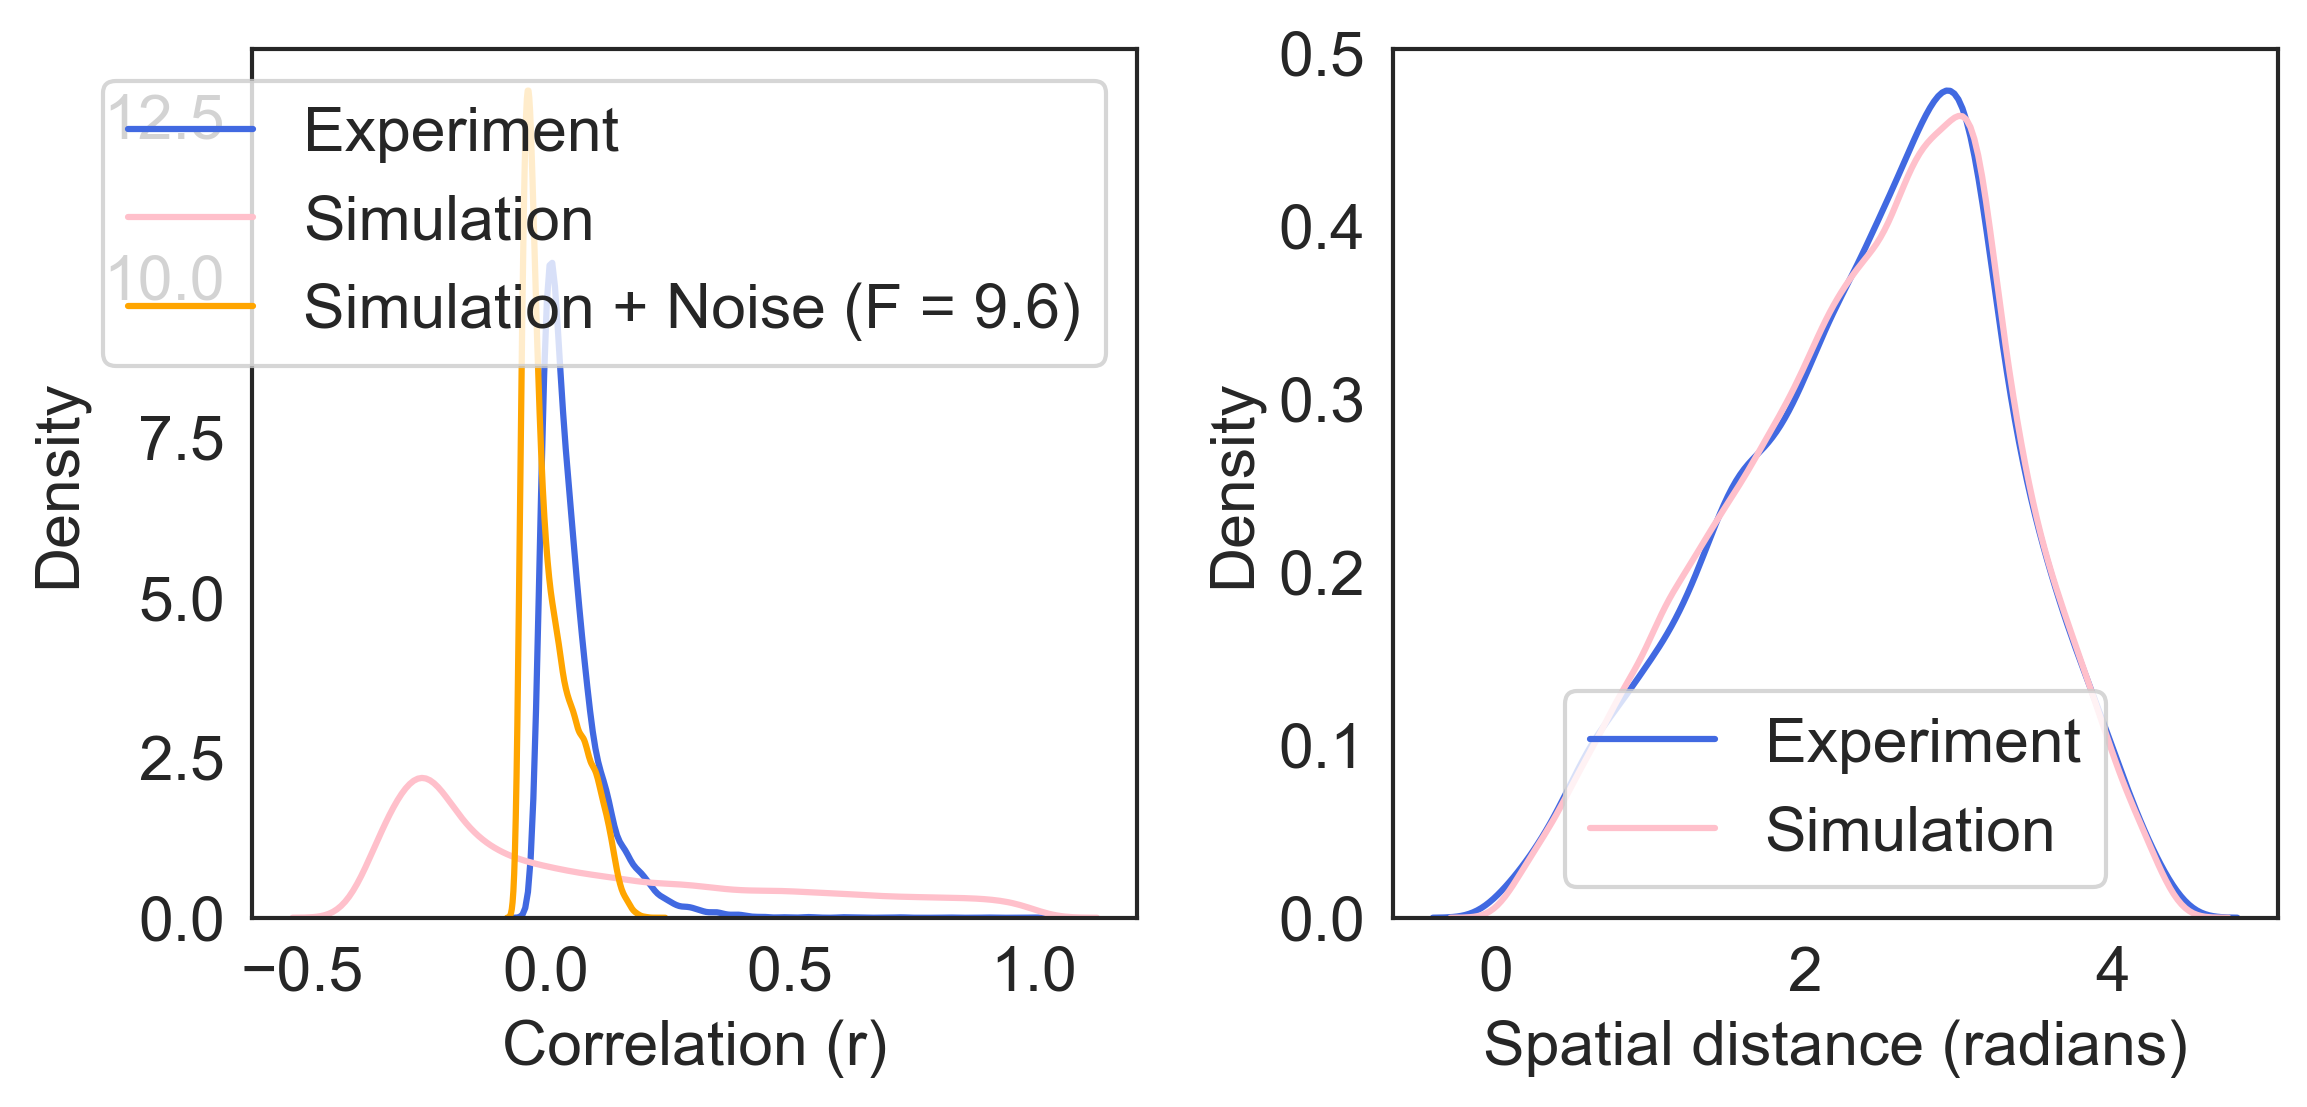 12.5
10.0
7.5
5.0
2.5
0.0
Density
Experiment
Simulation
Simulation + Noise (F = 9.6)
−0.5 0.0 0.5 1.0
Correlation (r)
0.5
0.4
0.3
0.2
0.1
0.0
Density
Experiment
Simulation
0 2 4
Spatial distance (radians)